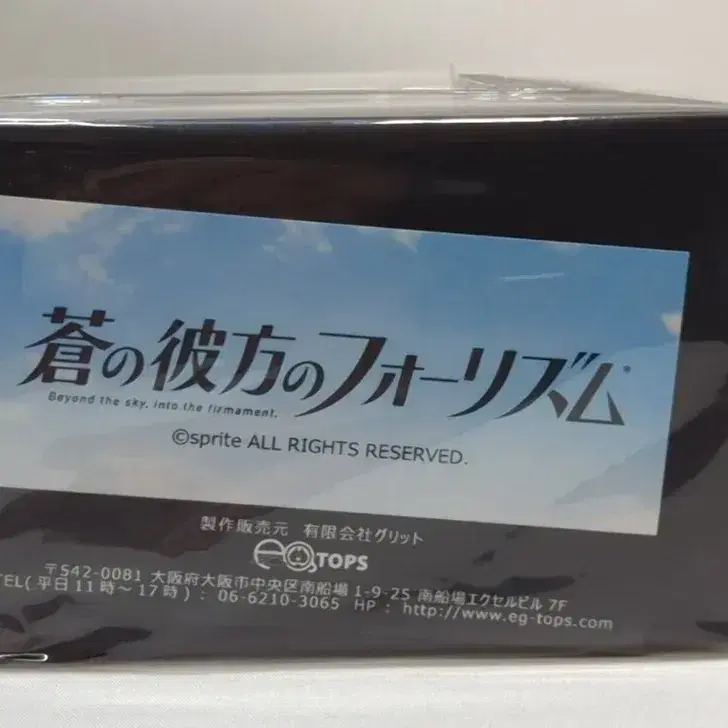 蒼の彼方のフォーリズム
Beyond the sky, into the firmament.
©sprite ALL RIGHTS RESERVED.
製作販売元 有限会社グリット
TOPS
〒542-0081 大阪府大阪市中央区南船場 1-9-25 南船場エクセルビル 7F
TEL(平日11時～17時)： 06-6210-3065 HP： http://www.eg-tops.com